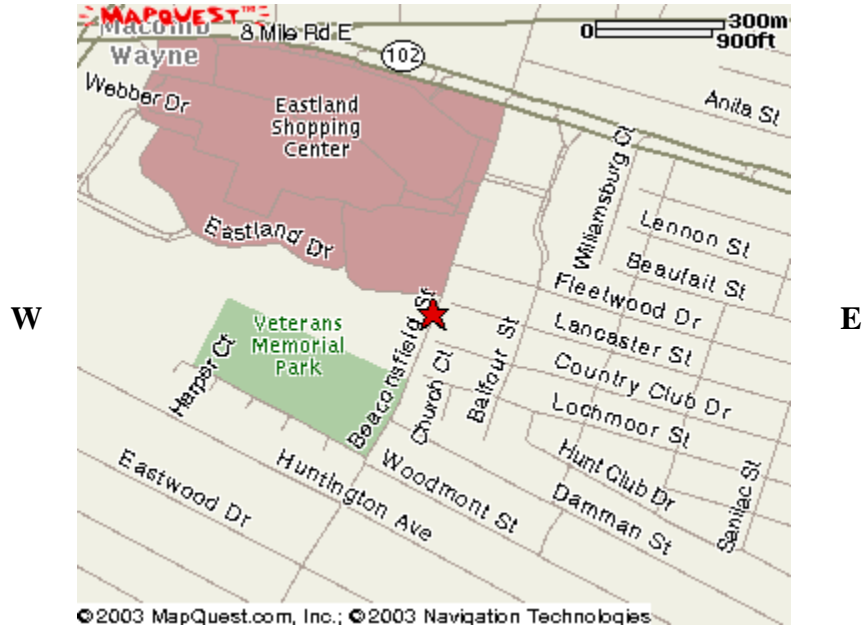 MAPQUEST™
Macomb
Wayne
8 Mile Rd E
102
0
300m
900ft
Webber Dr
Eastland
Shopping
Center
Anita St
Williamsburg Ct
Eastland Dr
Lennon St
Beaufait St
Fleetwood Dr
W
E
Veterans
Memorial
Park
Harper Ct
Beaconsfield St
Church Ct
Balfour St
Lancaster St
Country Club Dr
Lochmoor St
Hunt Club Dr
Sanilac St
Eastwood Dr
Huntington Ave
Woodmont St
Damman St
©2003 MapQuest.com, Inc.; ©2003 Navigation Technologies